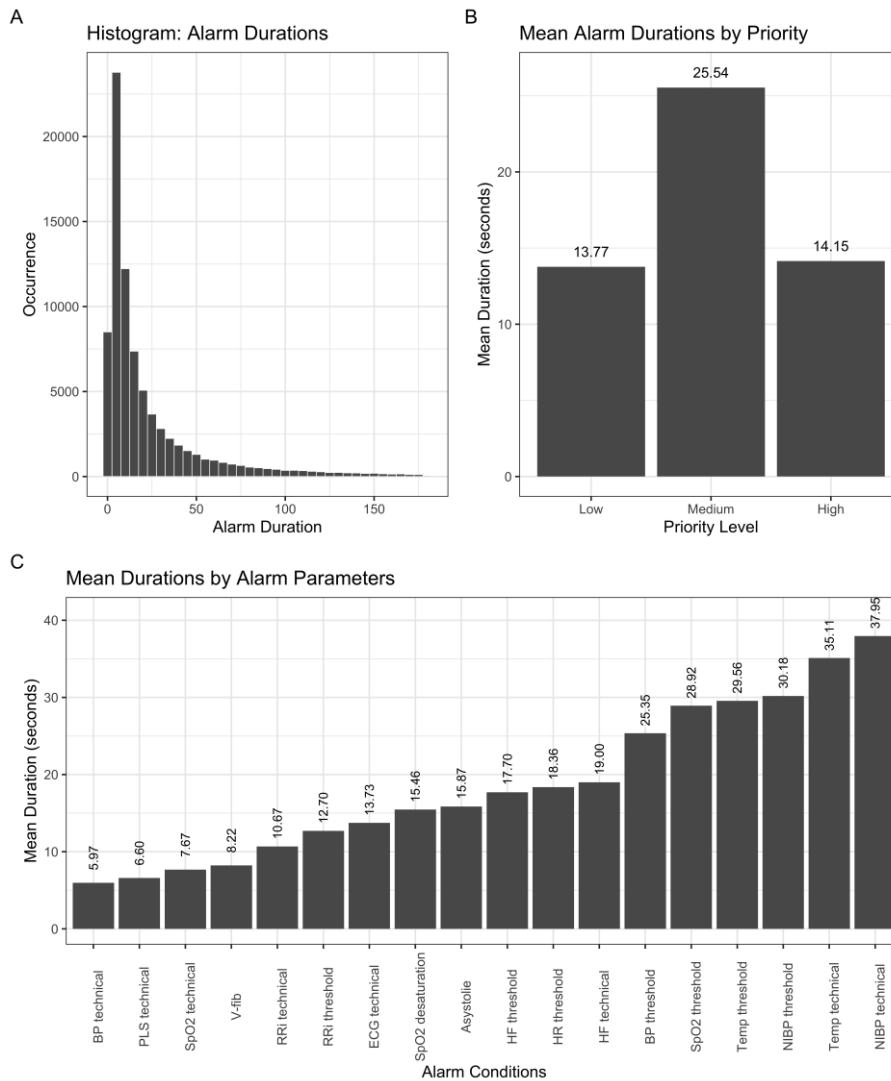 A
Histogram: Alarm Durations
Occurrence
20000
15000
10000
5000
0
0 50 100 150
Alarm Duration
B
Mean Alarm Durations by Priority
Mean Duration (seconds)
20
10
0
13.77
25.54
14.15
Low Medium High
Priority Level
C
Mean Durations by Alarm Parameters
Mean Duration (seconds)
40
30
20
10
0
5.97
6.60
7.67
8.22
10.67
12.70
13.73
15.46
15.87
17.70
18.36
19.00
25.35
28.92
29.56
30.18
35.11
37.95
BP technical
PLS technical
SpO2 technical
V-fib
RRi technical
RRi threshold
ECG technical
SpO2 desaturation
Asystolie
HF threshold
HR threshold
HF technical
BP threshold
SpO2 threshold
Temp threshold
NIBP threshold
Temp technical
NIBP technical
Alarm Conditions